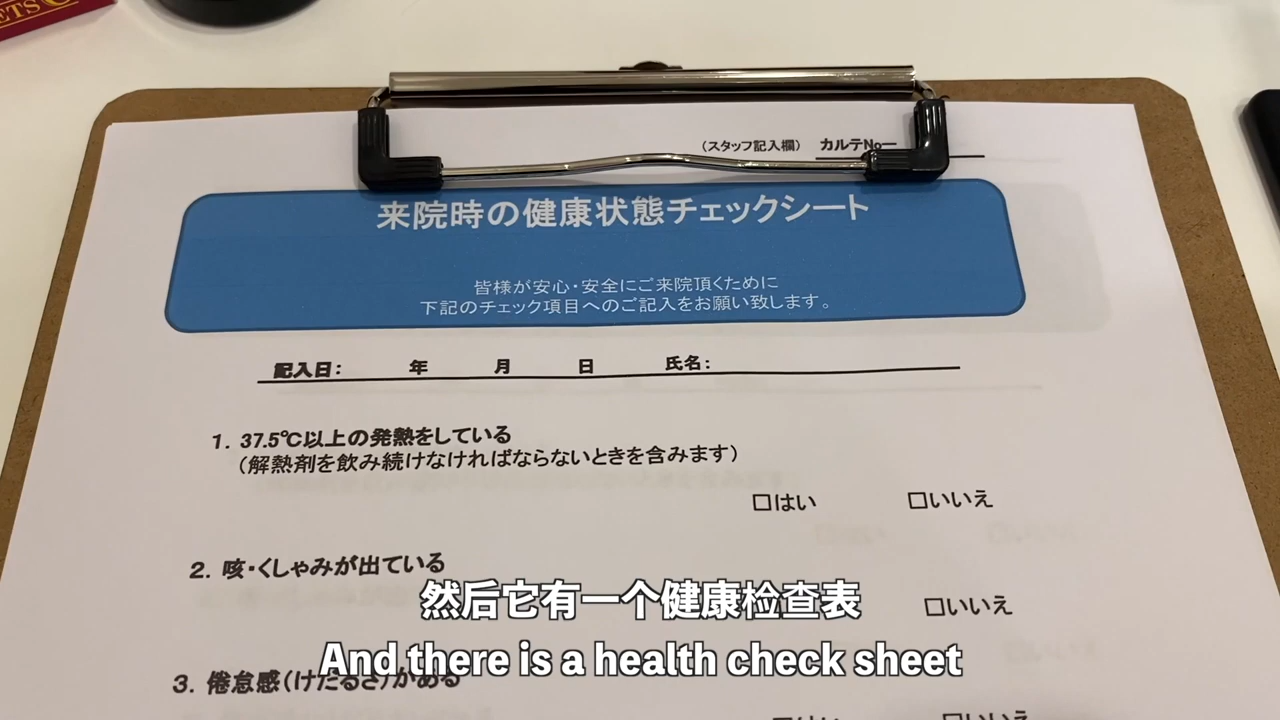 ETS
（スタッフ記入欄） カルテNo
来院時の健康状態チェックシート
皆様が安心・安全にご来院頂くために
下記のチェック項目へのご記入をお願い致します。
記入日： 年 月 日 氏名：
1. 37.5℃以上の発熱をしている
（解熱剤を飲み続けなければならないときを含みます）
□はい □いいえ
2. 咳・くしゃみが出ている
然后它有一个健康检查表
□いいえ
And there is a health check sheet
3. 倦怠感（けだるさ）がある
□はい □いいえ